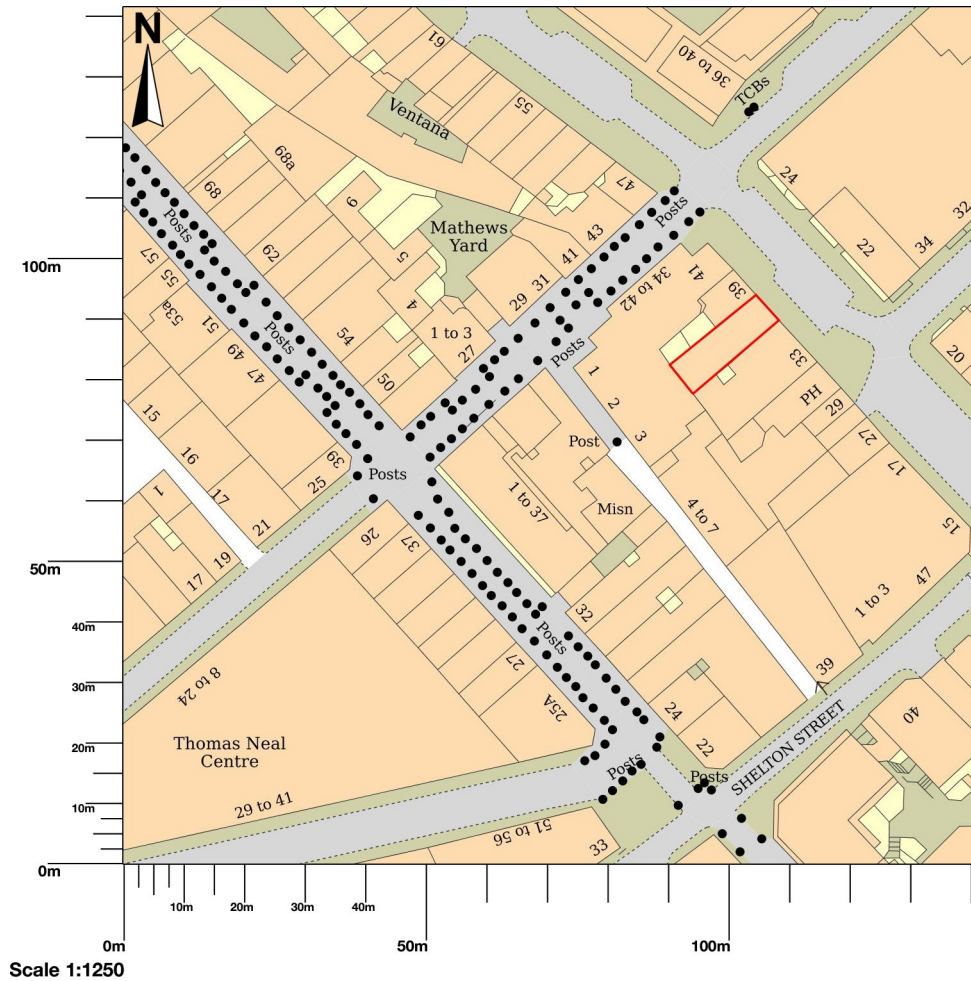 N
61
36 to 40
TCBs
55
Ventana
68a
24
68
47
9
Posts
Posts
32
Mathews
Yard
43
22
34
57
62
5
41
100m
55
31
34 to 42
41
39
53a
29
4
51
Posts
54
1 to 3
49
27
Posts
33
20
47
50
1
PH
15
2
29
3
27
Post
16
39
Posts
17
25
1
17
1 to 37
4 to 7
Misn
21
15
26
37
19
50m
17
47
1 to 3
32
40m
Posts
27
39
8 to 24
30m
25A
24
40
Thomas Neal
Centre
22
SHELTON STREET
20m
Posts
Posts
29 to 41
10m
51 to 56
33
0m
10m
20m
30m
40m
0m
50m
100m
Scale 1:1250